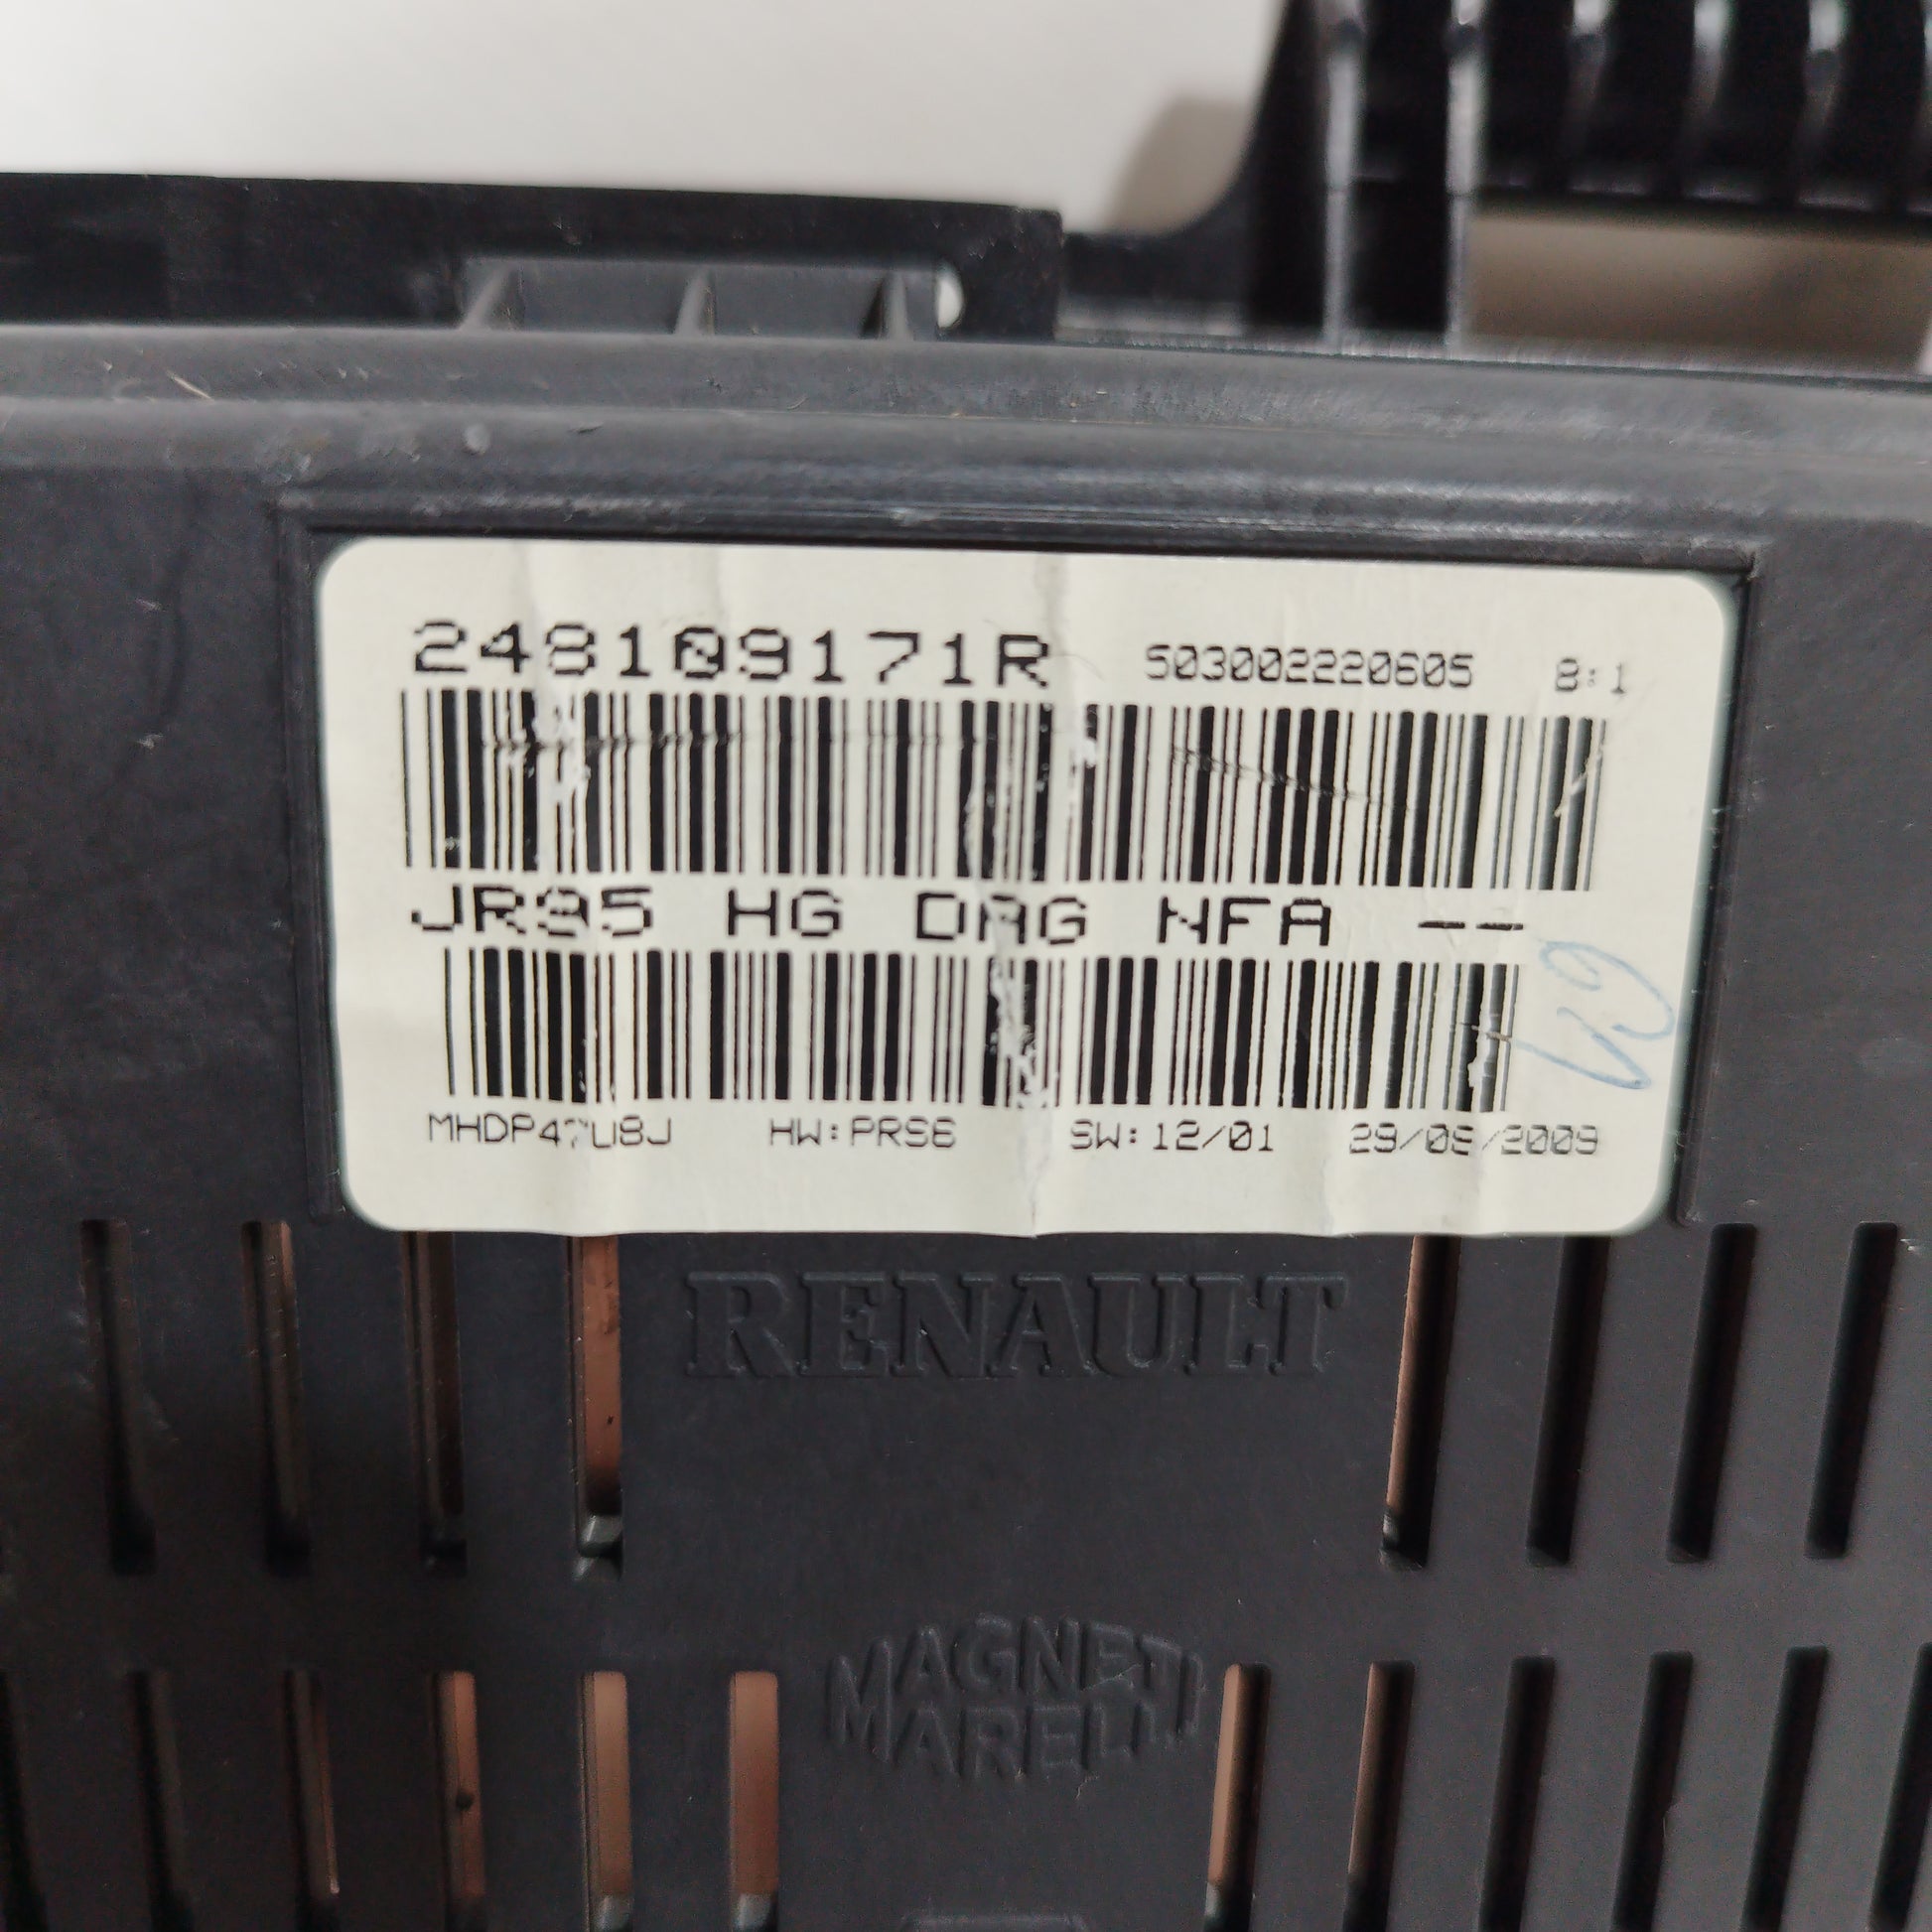 248109171R 503002220605 8:1
JR95 HG DAG NFA --
HW:PRS6 SW:12/01
RENAULT
MAGNETI
MARELLI